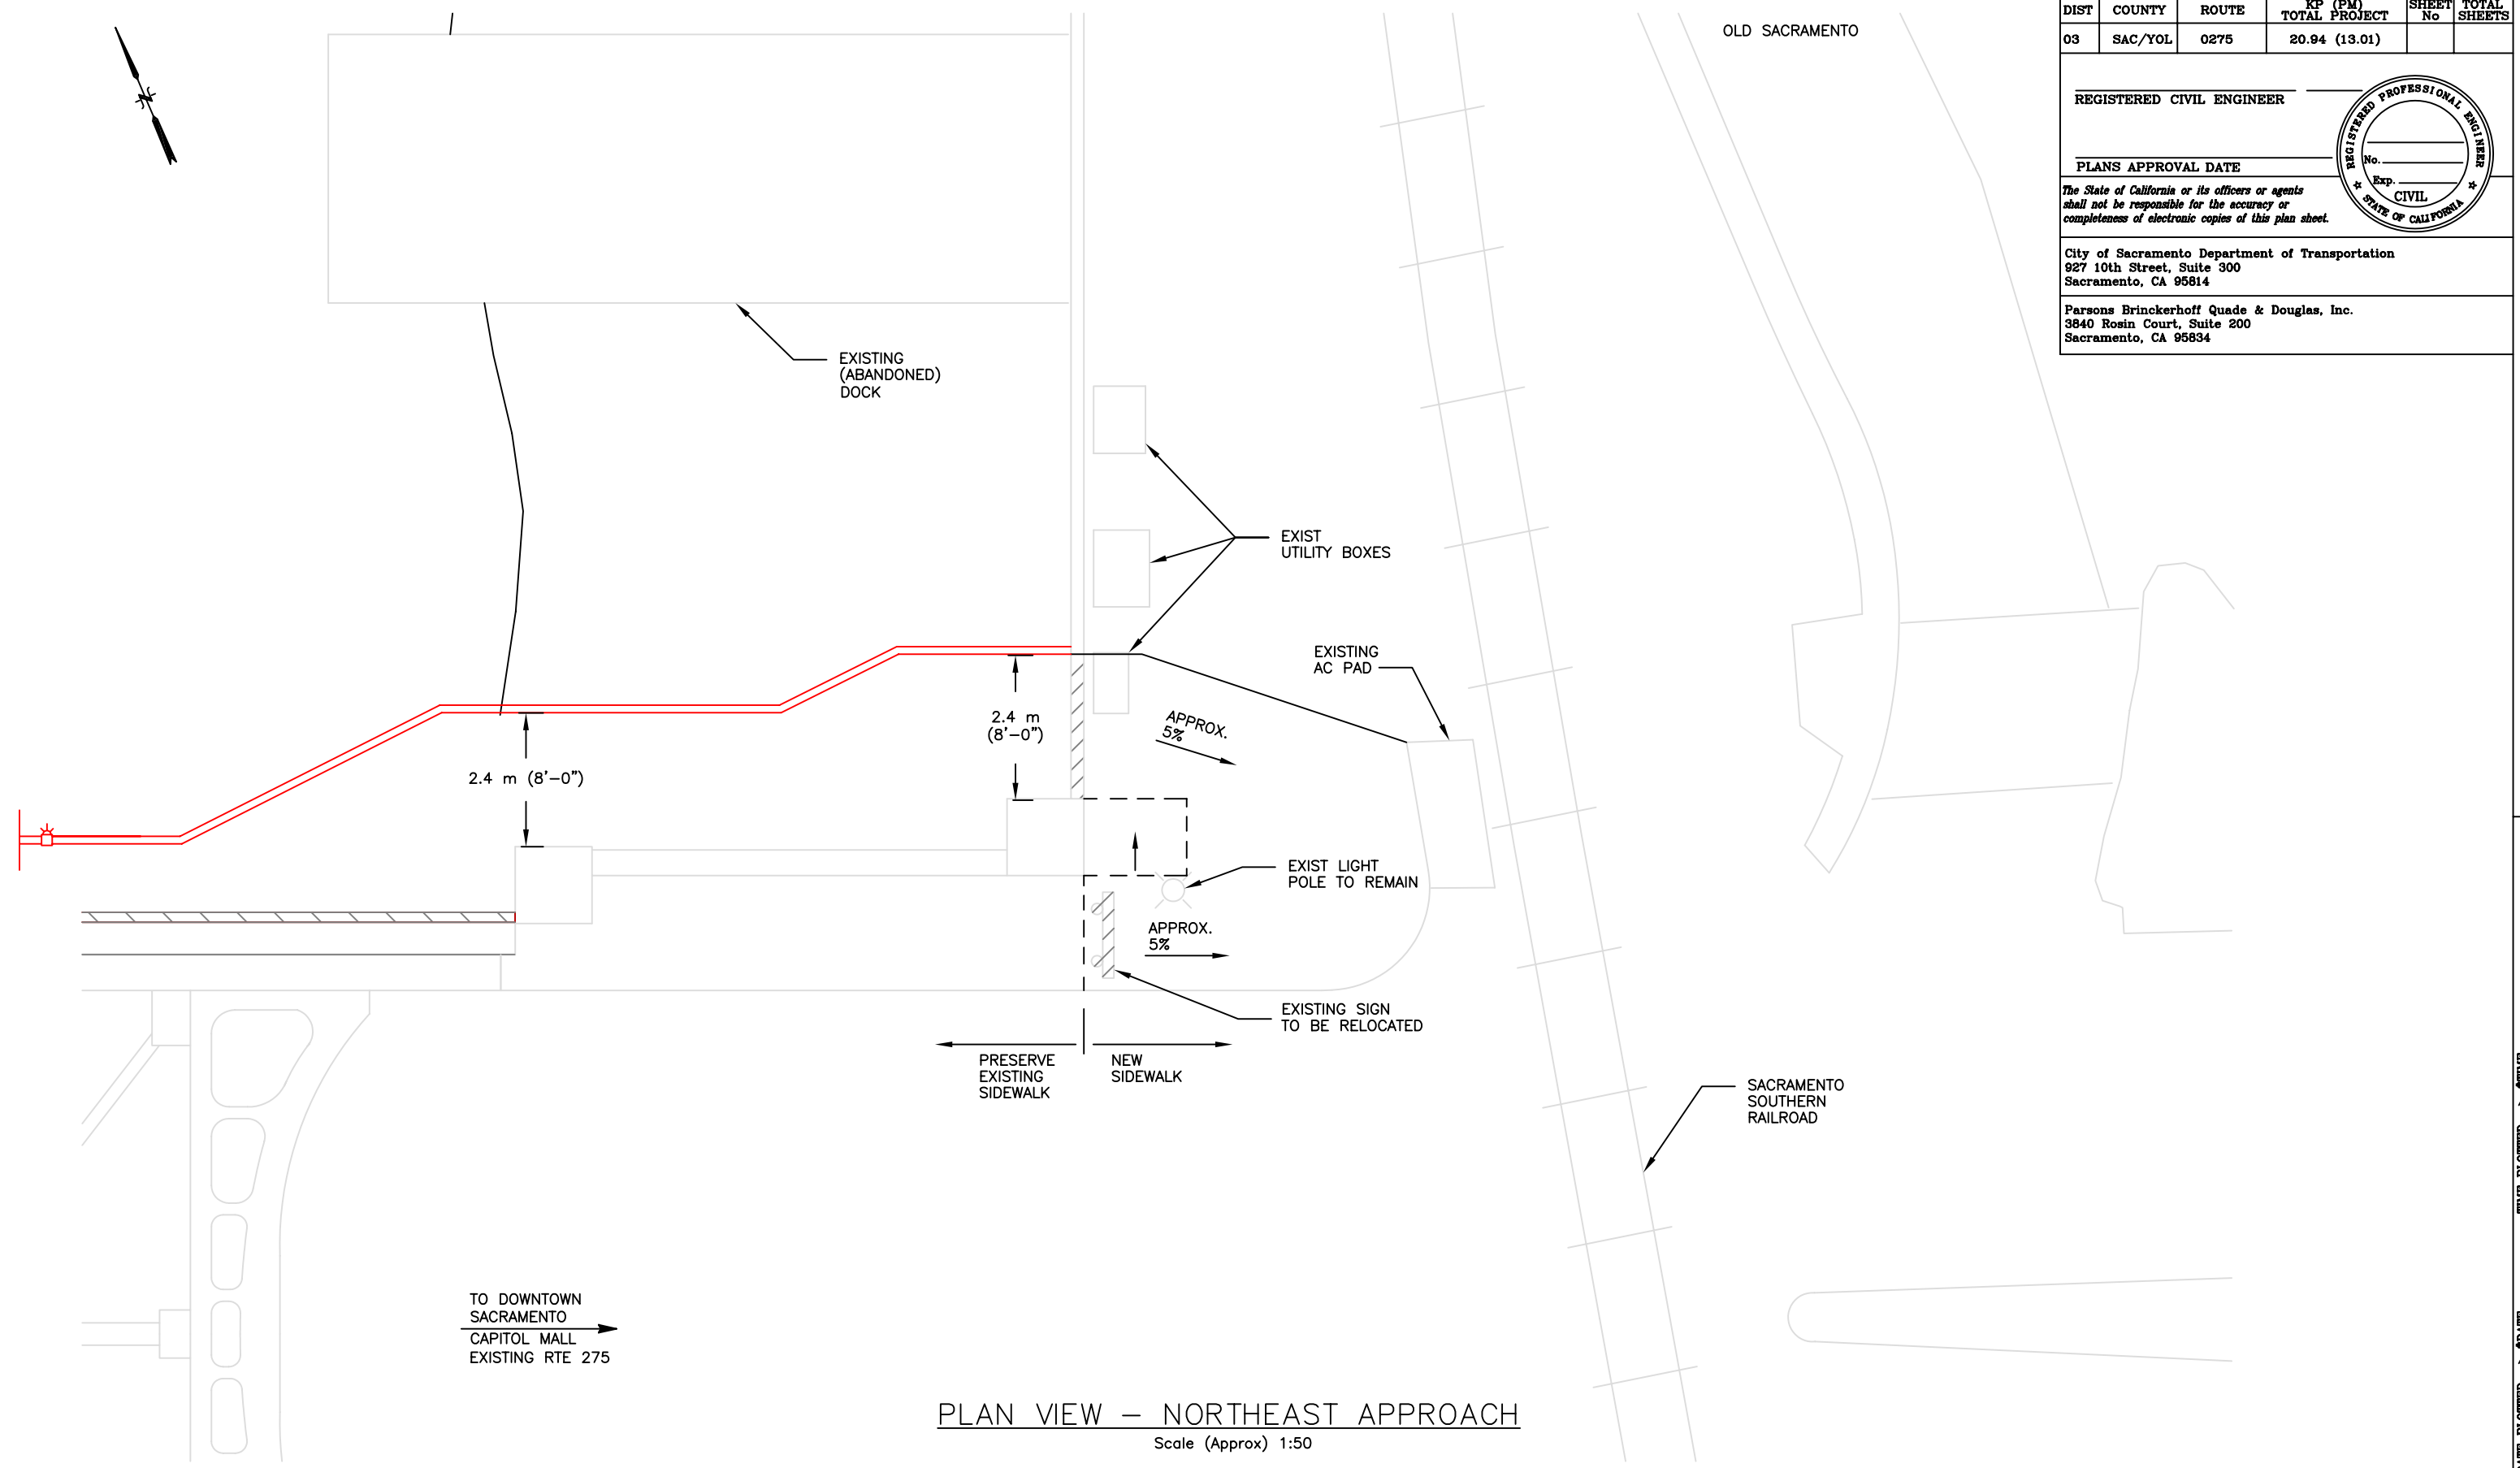 OLD SACRAMENTO
DIST
COUNTY
ROUTE
KP (PM)
TOTAL PROJECT
SHEET
No
TOTAL
SHEETS
03
SAC/YOL
0275
20.94 (13.01)
REGISTERED CIVIL ENGINEER
PLANS APPROVAL DATE
REGISTERED PROFESSIONAL ENGINEER
No.
Exp.
CIVIL
STATE OF CALIFORNIA
The State of California or its officers or agents
shall not be responsible for the accuracy or
completeness of electronic copies of this plan sheet.
City of Sacramento Department of Transportation
927 10th Street, Suite 300
Sacramento, CA 95814
Parsons Brinckerhoff Quade & Douglas, Inc.
3840 Rosin Court, Suite 200
Sacramento, CA 95834
N
EXISTING
(ABANDONED)
DOCK
EXIST
UTILITY BOXES
EXISTING
AC PAD
2.4 m
(8'-0")
APPROX.
5%
2.4 m (8'-0")
EXIST LIGHT
POLE TO REMAIN
APPROX.
5%
EXISTING SIGN
TO BE RELOCATED
PRESERVE
EXISTING
SIDEWALK
NEW
SIDEWALK
SACRAMENTO
SOUTHERN
RAILROAD
TO DOWNTOWN
SACRAMENTO
CAPITOL MALL
EXISTING RTE 275
PLAN VIEW – NORTHEAST APPROACH
Scale (Approx) 1:50